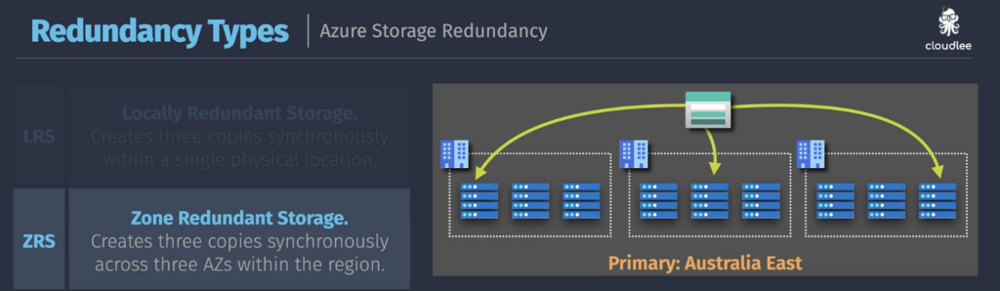 Redundancy Types
Azure Storage Redundancy
cloudlee
LRS
Locally Redundant Storage.
Creates three copies synchronously
within a single physical location
ZRS
Zone Redundant Storage.
Creates three copies synchronously
across three AZs within the region.
Primary: Australia East